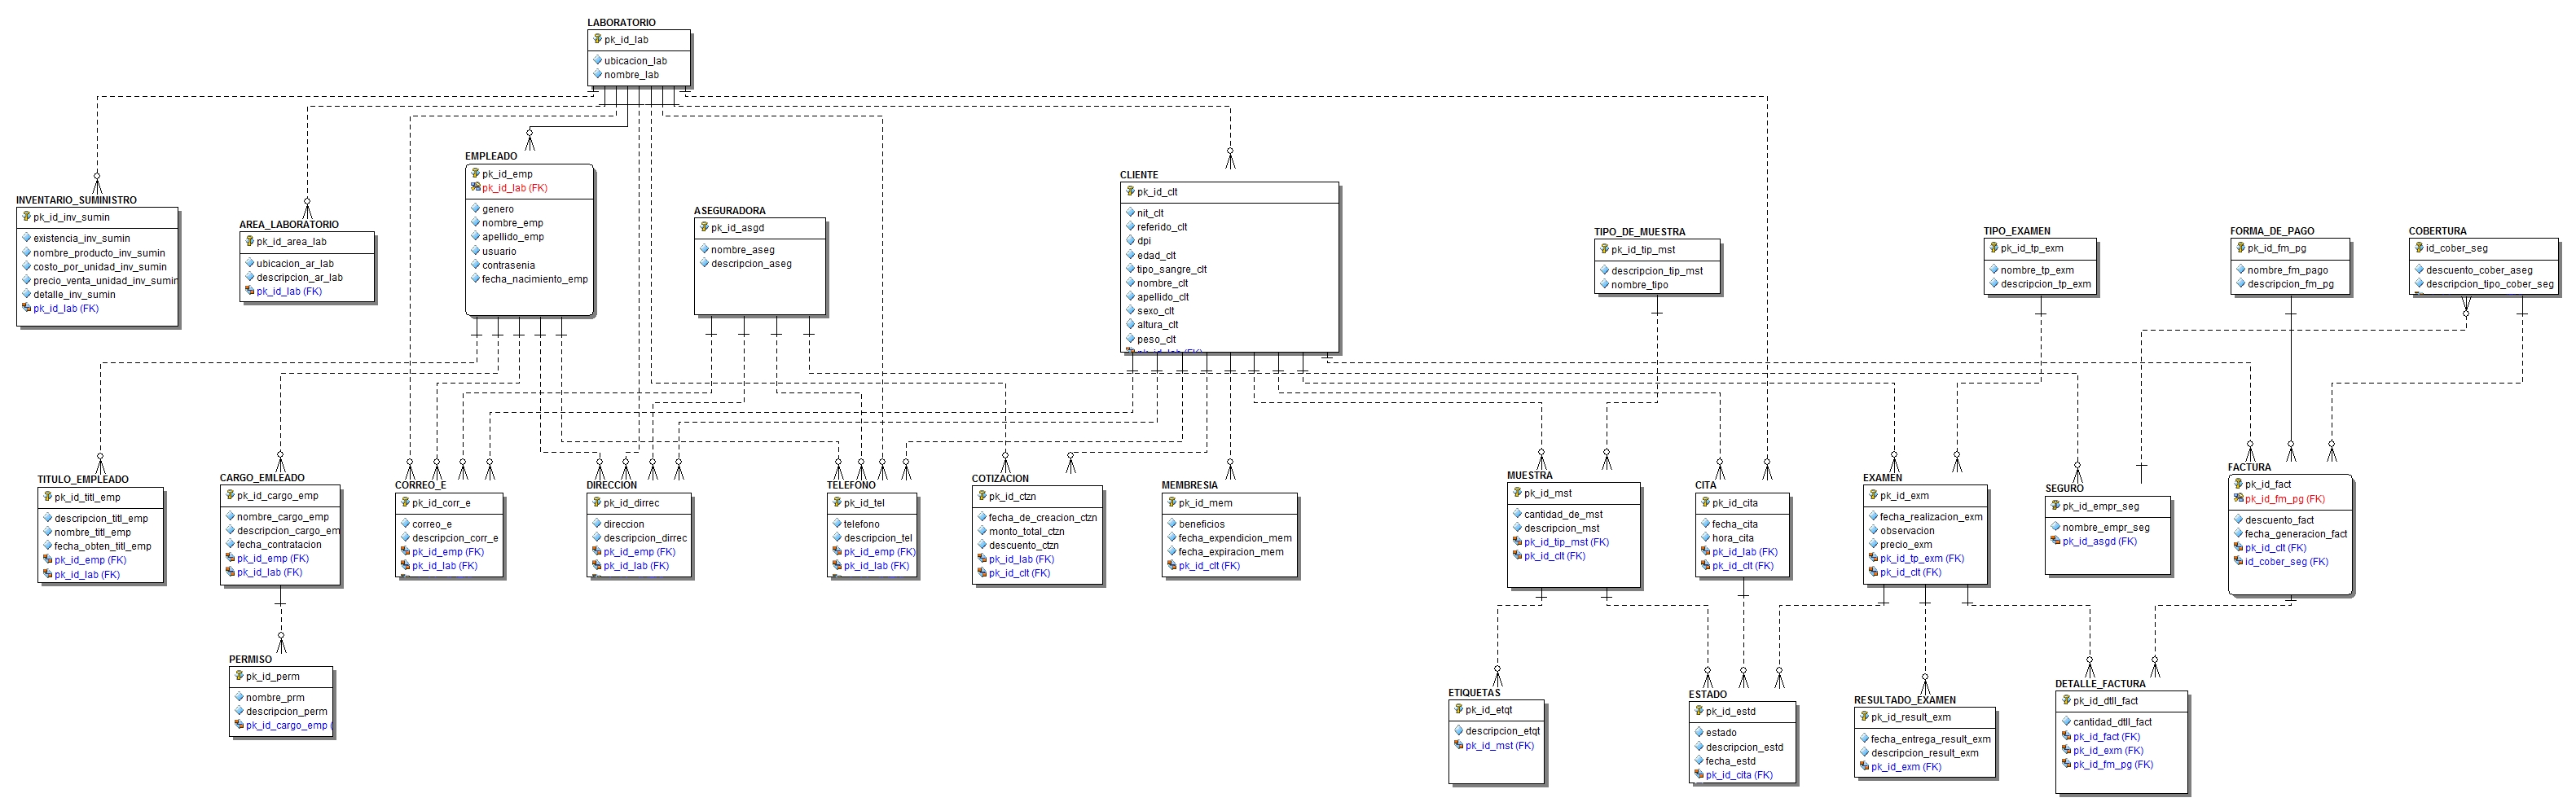 LABORATORIO
pk_id_lab
ubicacion_lab
nombre_lab
INVENTARIO_SUMINISTRO
pk_id_inv_sumin
existencia_inv_sumin
nombre_producto_inv_sumin
costo_por_unidad_inv_sumin
precio_venta_unidad_inv_sumin
detalle_inv_sumin
pk_id_lab (FK)
AREA_LABORATORIO
pk_id_area_lab
ubicacion_ar_lab
descripcion_ar_lab
pk_id_lab (FK)
EMPLEADO
pk_id_emp
pk_id_lab (FK)
genero
nombre_emp
apellido_emp
usuario
contrasenia
fecha_nacimiento_emp
ASEGURADORA
pk_id_asgd
nombre_aseg
descripcion_aseg
CLIENTE
pk_id_clt
nit_clt
referido_clt
dpi
edad_clt
tipo_sangre_clt
nombre_clt
apellido_clt
sexo_clt
altura_clt
peso_clt
pk_id_lab (FK)
TIPO_DE_MUESTRA
pk_id_tip_mst
descripcion_tip_mst
nombre_tipo
TIPO_EXAMEN
pk_id_tp_exm
nombre_tp_exm
descripcion_tp_exm
FORMA_DE_PAGO
pk_id_fm_pg
nombre_fm_pago
descripcion_fm_pg
COBERTURA
id_cober_seg
descuento_cober_aseg
descripcion_tipo_cober_seg
TITULO_EMPLEADO
pk_id_titl_emp
descripcion_titl_emp
nombre_titl_emp
fecha_obten_titl_emp
pk_id_emp (FK)
pk_id_lab (FK)
CARGO_EMLEADO
pk_id_cargo_emp
nombre_cargo_emp
descripcion_cargo_em
fecha_contratacion
pk_id_emp (FK)
pk_id_lab (FK)
CORREO_E
pk_id_corr_e
correo_e
descripcion_corr_e
pk_id_emp (FK)
pk_id_lab (FK)
DIRECCION
pk_id_dirrec
direccion
descripcion_dirrec
pk_id_emp (FK)
pk_id_lab (FK)
TELEFONO
pk_id_tel
telefono
descripcion_tel
pk_id_emp (FK)
pk_id_lab (FK)
COTIZACION
pk_id_ctzn
fecha_de_creacion_ctzn
monto_total_ctzn
descuento_ctzn
pk_id_lab (FK)
pk_id_clt (FK)
MEMBRESIA
pk_id_mem
beneficios
fecha_expendicion_mem
fecha_expiracion_mem
pk_id_clt (FK)
MUESTRA
pk_id_mst
cantidad_de_mst
descripcion_mst
pk_id_tip_mst (FK)
pk_id_clt (FK)
CITA
pk_id_cita
fecha_cita
hora_cita
pk_id_lab (FK)
pk_id_clt (FK)
EXAMEN
pk_id_exm
fecha_realizacion_exm
observacion
precio_exm
pk_id_tp_exm (FK)
pk_id_clt (FK)
SEGURO
pk_id_empr_seg
nombre_empr_seg
pk_id_asgd (FK)
FACTURA
pk_id_fact
pk_id_fm_pg (FK)
descuento_fact
fecha_generacion_fact
pk_id_clt (FK)
id_cober_seg (FK)
PERMISO
pk_id_perm
nombre_prm
descripcion_perm
pk_id_cargo_emp (
ETIQUETAS
pk_id_etqt
descripcion_etqt
pk_id_mst (FK)
ESTADO
pk_id_estd
estado
descripcion_estd
fecha_estd
pk_id_cita (FK)
RESULTADO_EXAMEN
pk_id_result_exm
fecha_entrega_result_exm
descripcion_result_exm
pk_id_exm (FK)
DETALLE_FACTURA
pk_id_dtll_fact
cantidad_dtll_fact
pk_id_fact (FK)
pk_id_exm (FK)
pk_id_fm_pg (FK)